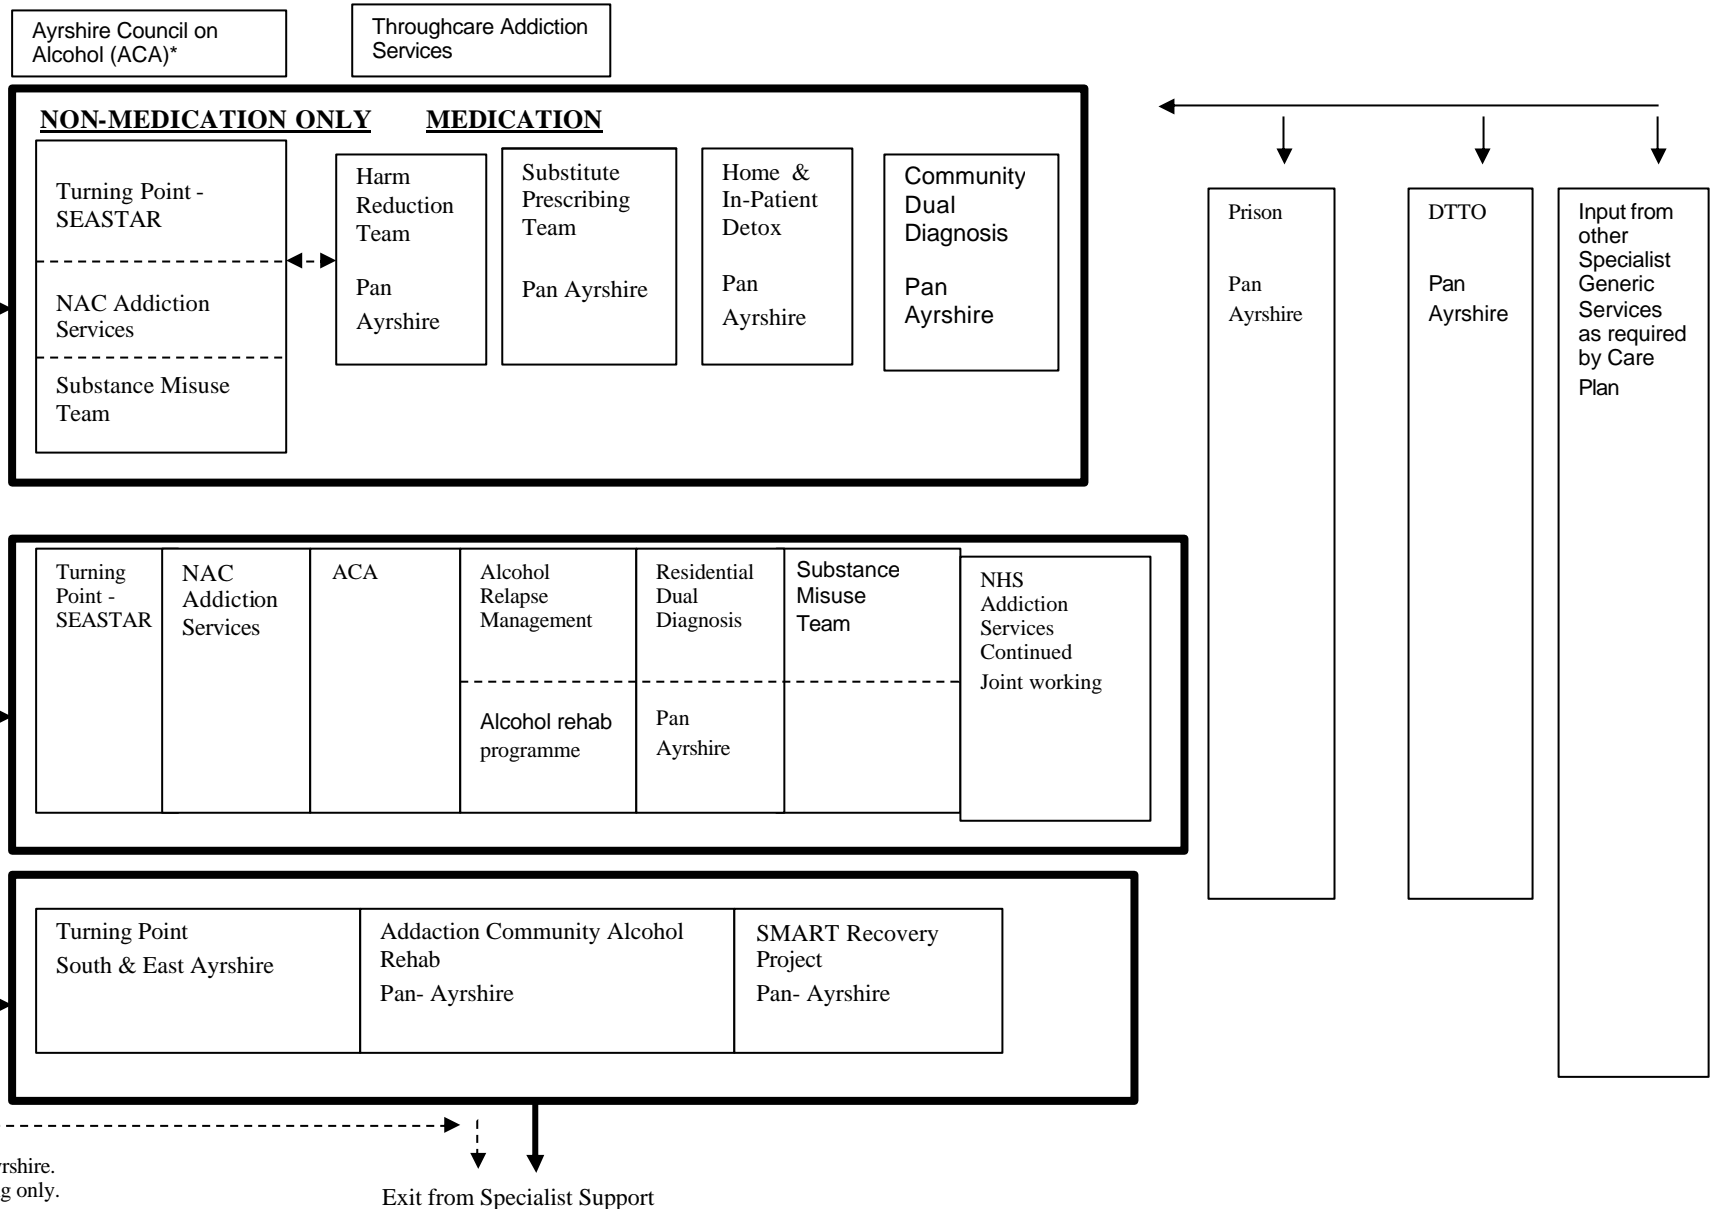 Ayrshire Council on
Alcohol (ACA)*
Throughcare Addiction
Services
NON-MEDICATION ONLY MEDICATION
Turning Point -
SEASTAR
NAC Addiction
Services
Substance Misuse
Team
Harm
Reduction
Team
Pan
Ayrshire
Substitute
Prescribing
Team
Pan Ayrshire
Home &
In-Patient
Detox
Pan
Ayrshire
Community
Dual
Diagnosis
Pan
Ayrshire
Prison
Pan
Ayrshire
DTTO
Pan
Ayrshire
Input from
other
Specialist
Generic
Services
as required
by Care
Plan
Turning
Point -
SEASTAR
NAC
Addiction
Services
ACA
Alcohol
Relapse
Management
Alcohol rehab
programme
Residential
Dual
Diagnosis
Pan
Ayrshire
Substance
Misuse
Team
NHS
Addiction
Services
Continued
Joint working
Turning Point
South & East Ayrshire
Addaction Community Alcohol
Rehab
Pan- Ayrshire
SMART Recovery
Project
Pan- Ayrshire
yrshire.
g only.
Exit from Specialist Support